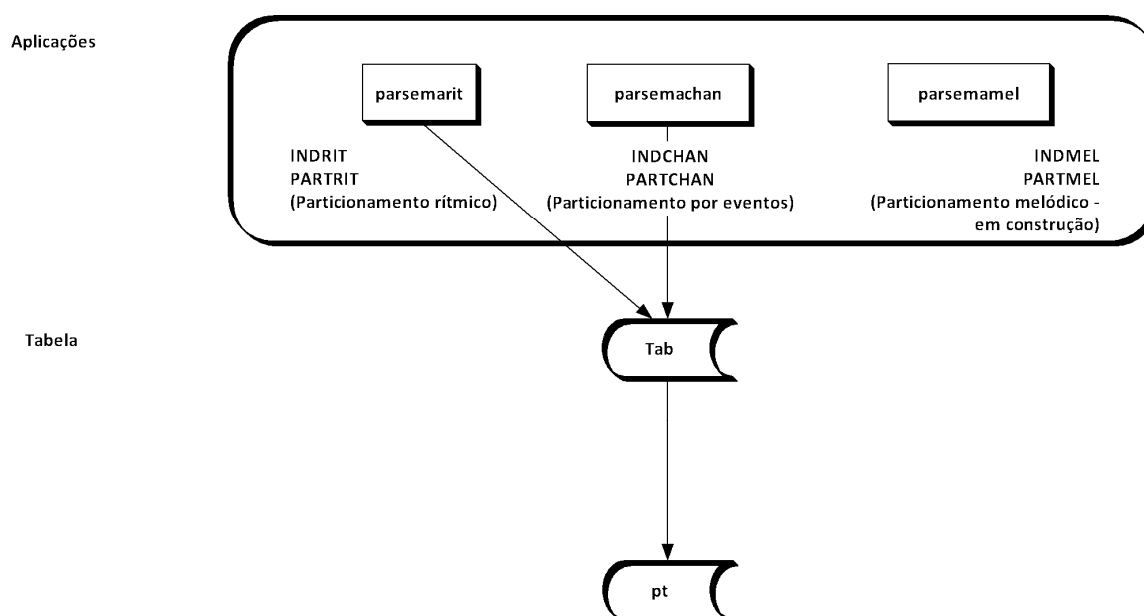 Aplicações
parsemarit
parsemachan
parsemamel
INDRIT
PARTRIT
(Particionamento rítmico)
INDCHAN
PARTCHAN
(Particionamento por eventos)
INDMEL
PARTMEL
(Particionamento melódico -
em construção)
Tabela
Tab
pt